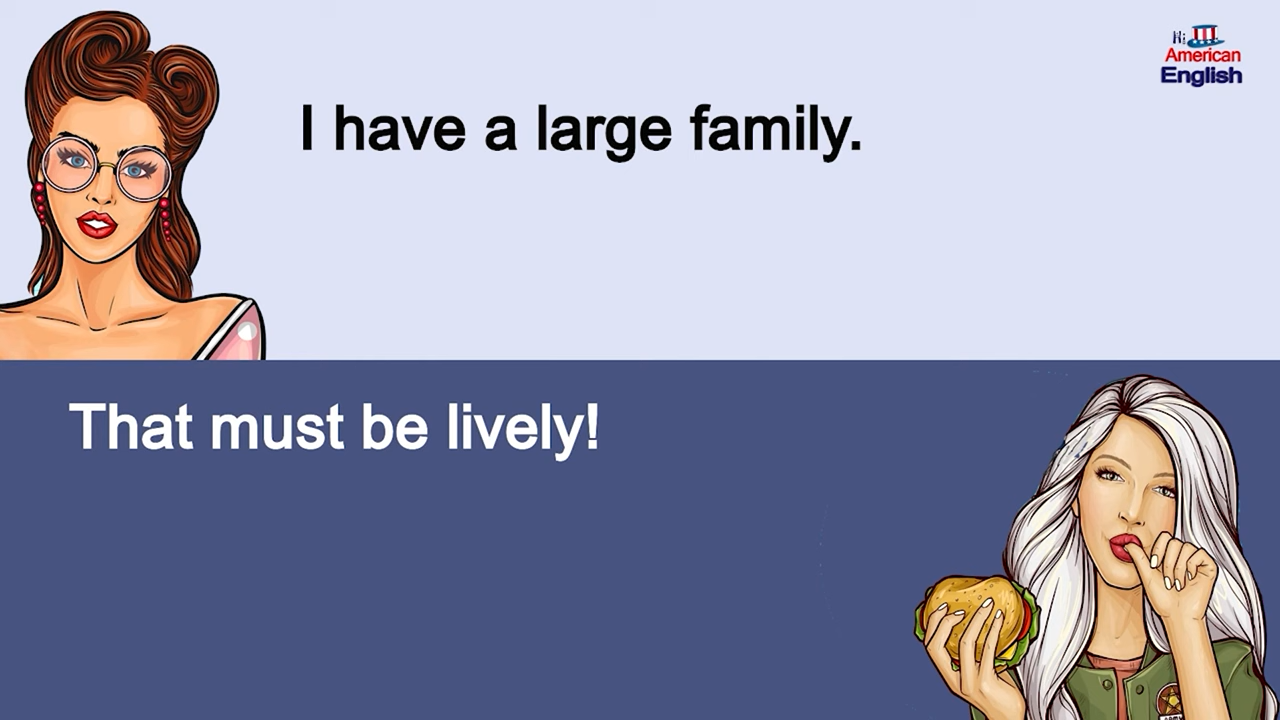 Hi
American
English
I have a large family.
That must be lively!